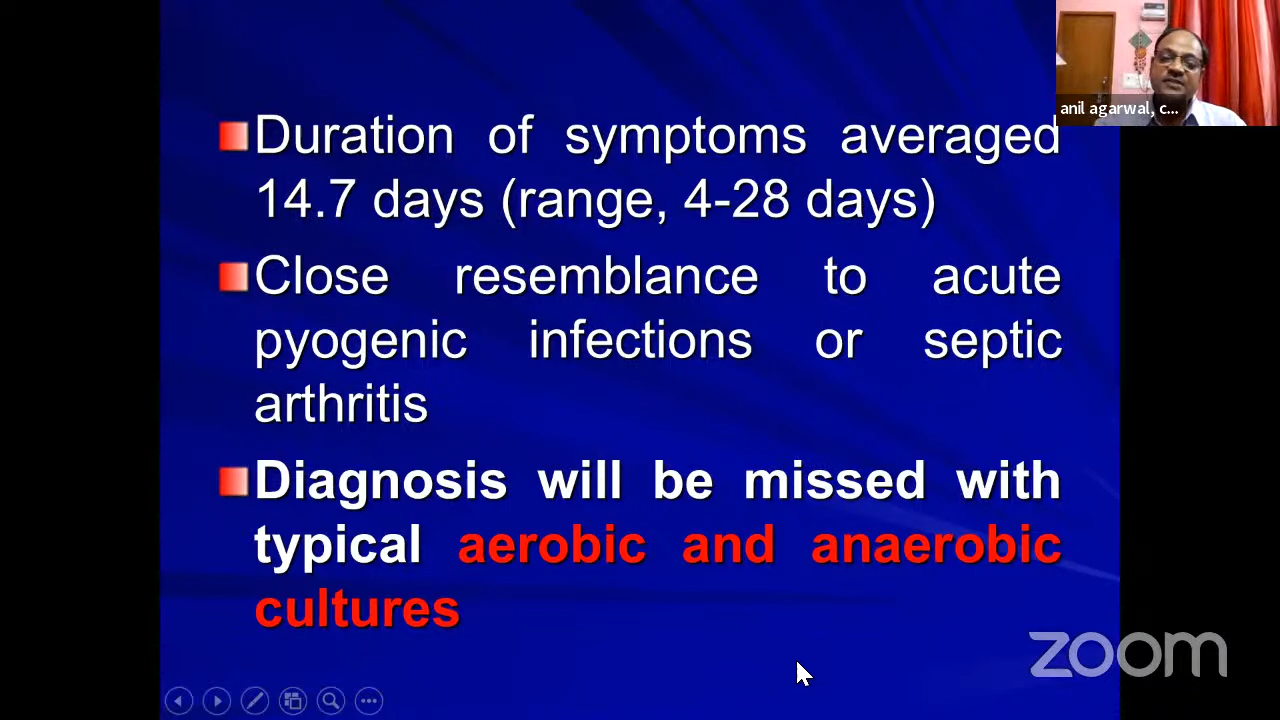 anil agarwal, c...
Duration of symptoms averaged
14.7 days (range, 4-28 days)
Close resemblance to acute
pyogenic infections or septic
arthritis
Diagnosis will be missed with
typical aerobic and anaerobic
cultures
zoom